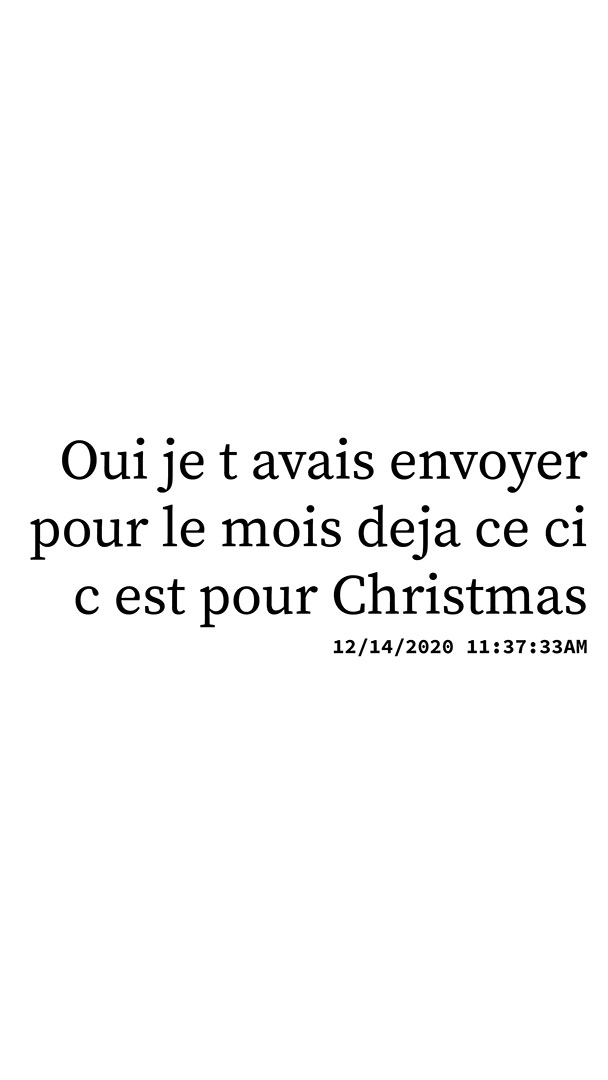 Oui je t avais envoyer
pour le mois deja ce ci
c est pour Christmas
12/14/2020 11:37:33AM